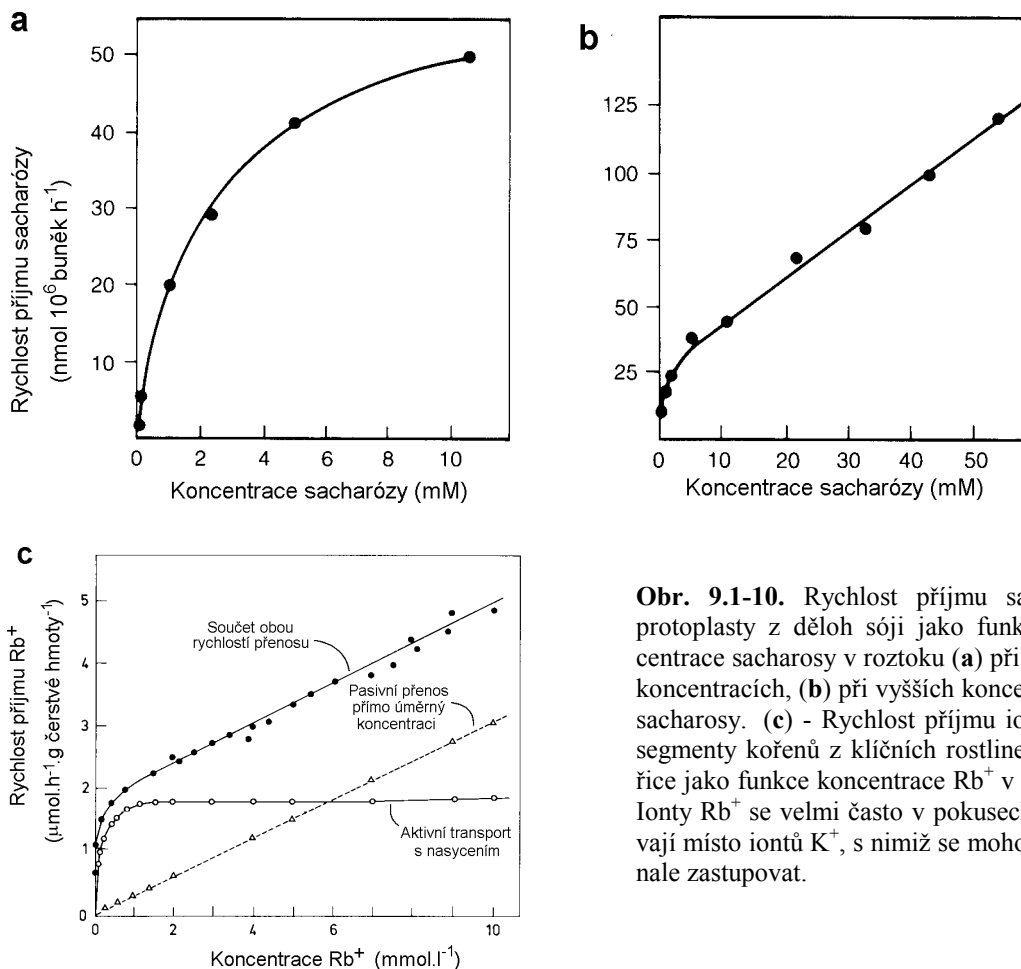 a
50
40
30
20
10
0 2 4 6 8 10
Rychlost příjmu sacharózy
(nmol 10⁶ buněk h⁻¹)
Koncentrace sacharózy (mM)
b
125
100
75
50
25
0 10 20 30 40 50
Koncentrace sacharózy (mM)
c
5
4
3
2
1
0
0 2 4 6 8 10
Rychlost příjmu Rb⁺
(μmol.h⁻¹.g čerstvé hmoty⁻¹)
Součet obou
rychlostí přenosu
Pasivní přenos
přímo úměrný
koncentraci
Aktivní transport
s nasycením
Koncentrace Rb⁺ (mmol.l⁻¹)
Obr. 9.1-10. Rychlost příjmu sa
protoplasty z děloh sóji jako funk
centrace sacharosy v roztoku (a) při
koncentracích, (b) při vyšších konce
sacharosy. (c) - Rychlost příjmu io
segmenty kořenů z klíčních rostline
řice jako funkce koncentrace Rb⁺ v
Ionty Rb⁺ se velmi často v pokusec
vají místo iontů K⁺, s nimiž se moho
nale zastupovat.